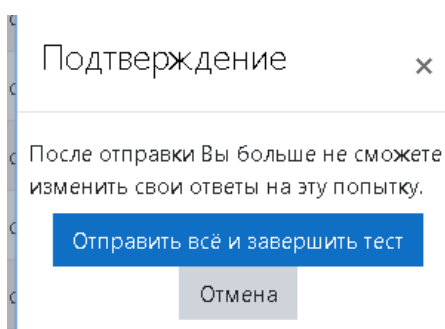 Подтверждение
×
После отправки Вы больше не сможете
изменить свои ответы на эту попытку.
Отправить всё и завершить тест
Отмена